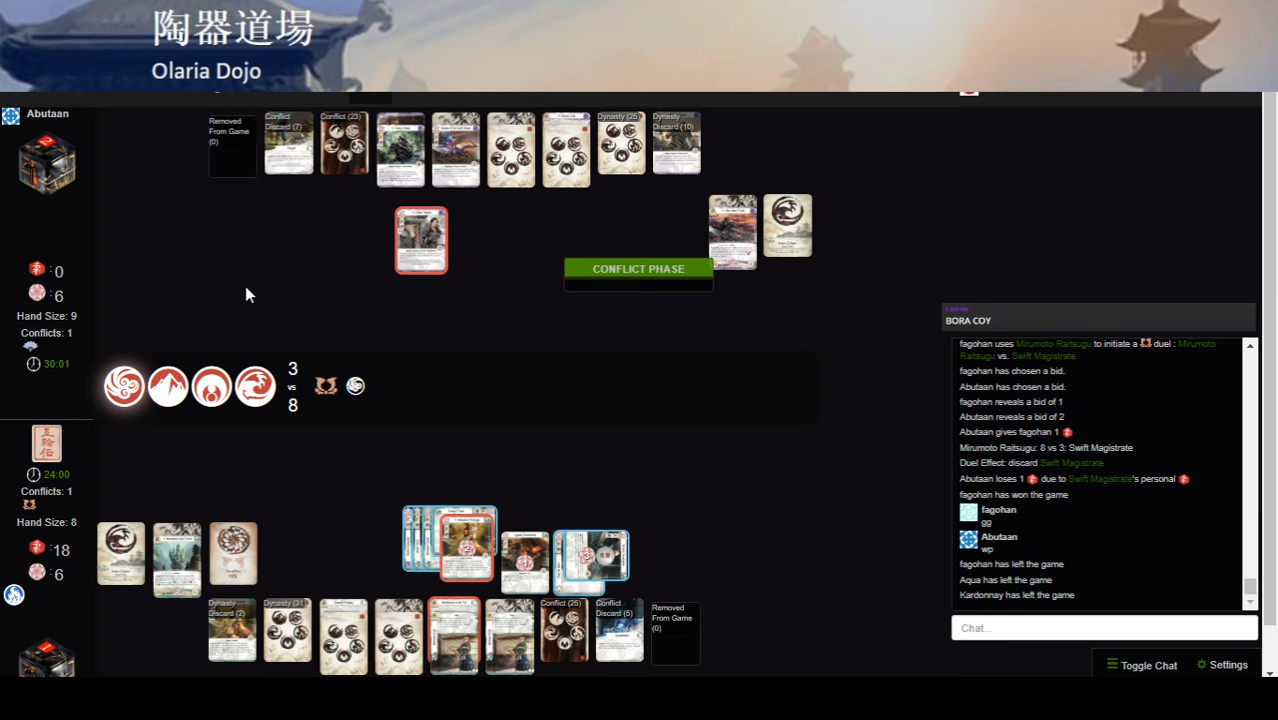 陶器道場
Olaria Dojo
Abutaan
Removed
From Game
(0)
Conflict
Discard (7)
Conflict (23)
Dynasty (25)
Dynasty
Discard (10)
CONFLICT PHASE
: 0
: 6
Hand Size: 9
Conflicts: 1
30:01
3
vs
8
24:00
Conflicts: 1
Hand Size: 8
: 18
: 6
Dynasty
Discard (2)
Dynasty (31)
Conflict (25)
Conflict
Discard (5)
Removed
From Game
(0)
BORA COY
fagohan uses Mirumoto Raitsugu to initiate a duel : Mirumoto
Raitsugu vs. Swift Magistrate
fagohan has chosen a bid.
Abutaan has chosen a bid.
fagohan reveals a bid of 1
Abutaan reveals a bid of 2
Abutaan gives fagohan 1
Mirumoto Raitsugu: 8 vs 3: Swift Magistrate
Duel Effect: discard Swift Magistrate
Abutaan loses 1 due to Swift Magistrate's personal
fagohan has won the game
fagohan
gg
Abutaan
wp
fagohan has left the game
Aqua has left the game
Kardonnay has left the game
Chat...
Toggle Chat
Settings